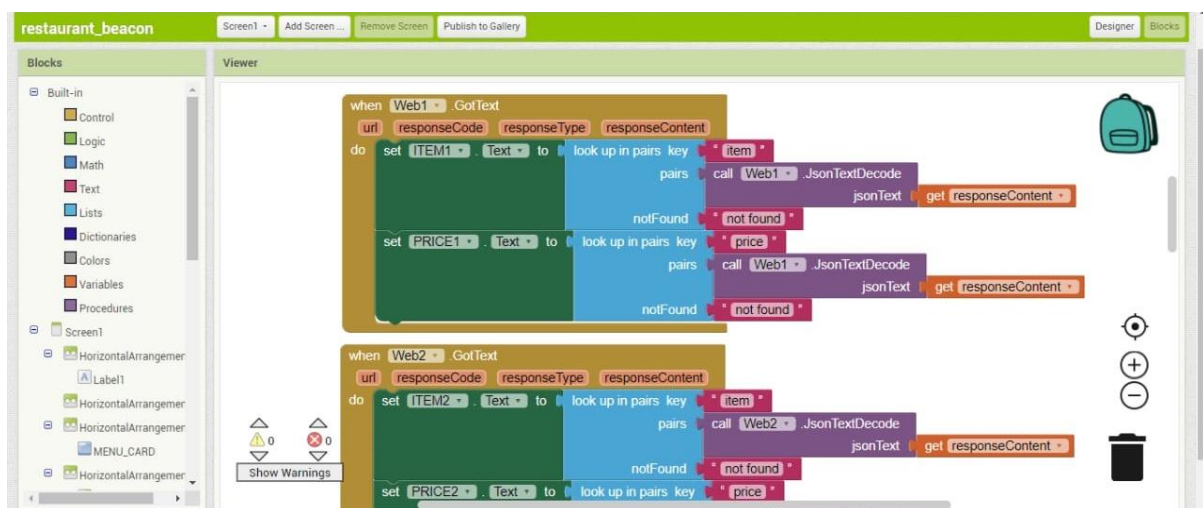 restaurant_beacon Screen1 Add Screen ... Remove Screen Publish to Gallery Designer Blocks
Blocks
Viewer
Built-in
Control
Logic
Math
Text
Lists
Dictionaries
Colors
Variables
Procedures
Screen1
HorizontalArrangemer
Label1
HorizontalArrangemer
HorizontalArrangemer
MENU_CARD
HorizontalArrangemer
when Web1 .GotText
url responseCode responseType responseContent
do set ITEM1 . Text to look up in pairs key " item "
pairs call Web1 .JsonTextDecode
jsonText get responseContent
notFound " not found "
set PRICE1 . Text to look up in pairs key " price "
pairs call Web1 .JsonTextDecode
jsonText get responseContent
notFound " not found "
when Web2 .GotText
url responseCode responseType responseContent
do set ITEM2 . Text to look up in pairs key " item "
pairs call Web2 .JsonTextDecode
jsonText get responseContent
notFound " not found "
set PRICE2 . Text to look up in pairs key " price "
0 0
Show Warnings